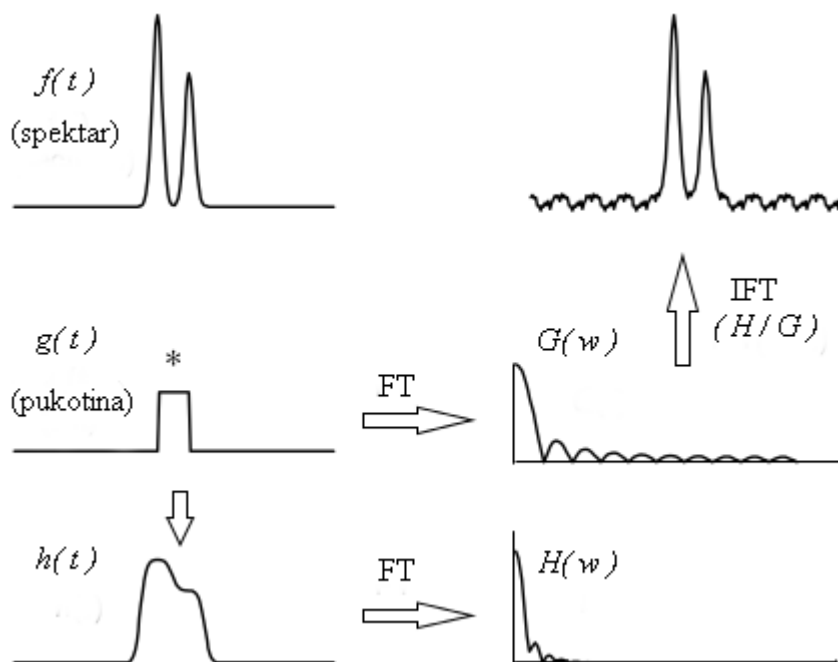 f(t)
(spektar)
IFT
(H/G)
g(t)
*
G(w)
(pukotina)
FT
h(t)
FT
H(w)